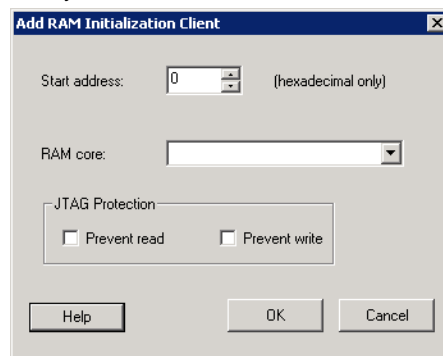 Add RAM Initialization Client
Start address: 0 (hexadecimal only)
RAM core:
JTAG Protection
Prevent read Prevent write
Help OK Cancel